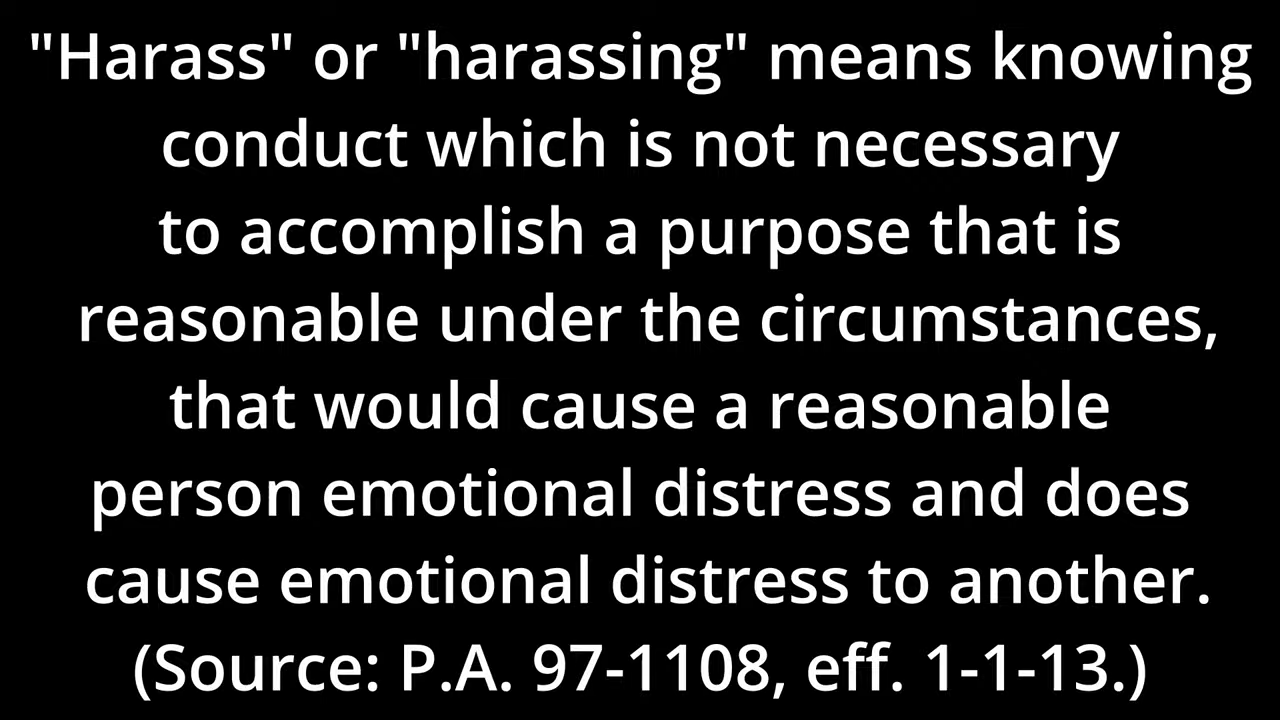 "Harass" or "harassing" means knowing
conduct which is not necessary
to accomplish a purpose that is
reasonable under the circumstances,
that would cause a reasonable
person emotional distress and does
cause emotional distress to another.
(Source: P.A. 97-1108, eff. 1-1-13.)